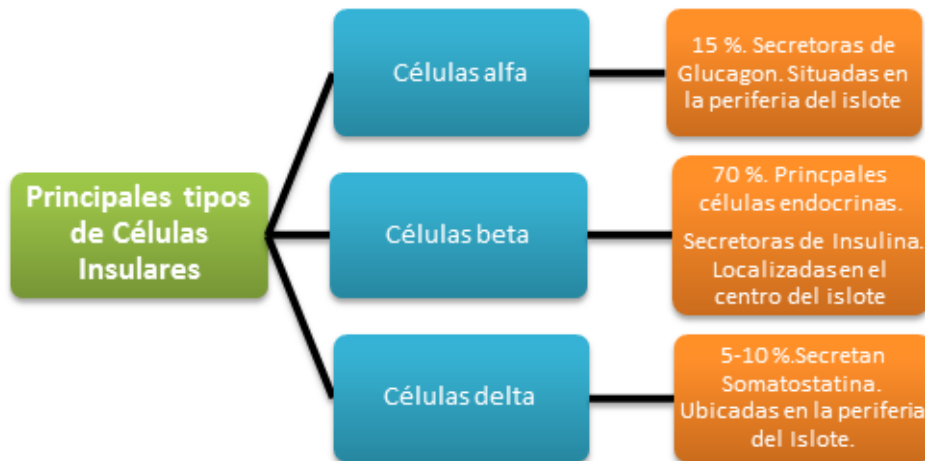 Principales tipos
de Células
Insulares
Células alfa
15 %. Secretoras de
Glucagon. Situadas en
la periferia del islote
Células beta
70 %. Princpales
células endocrinas.
Secretoras de Insulina.
Localizadas en el
centro del islote
Células delta
5-10 %.Secretan
Somatostatina.
Ubicadas en la periferia
del Islote.